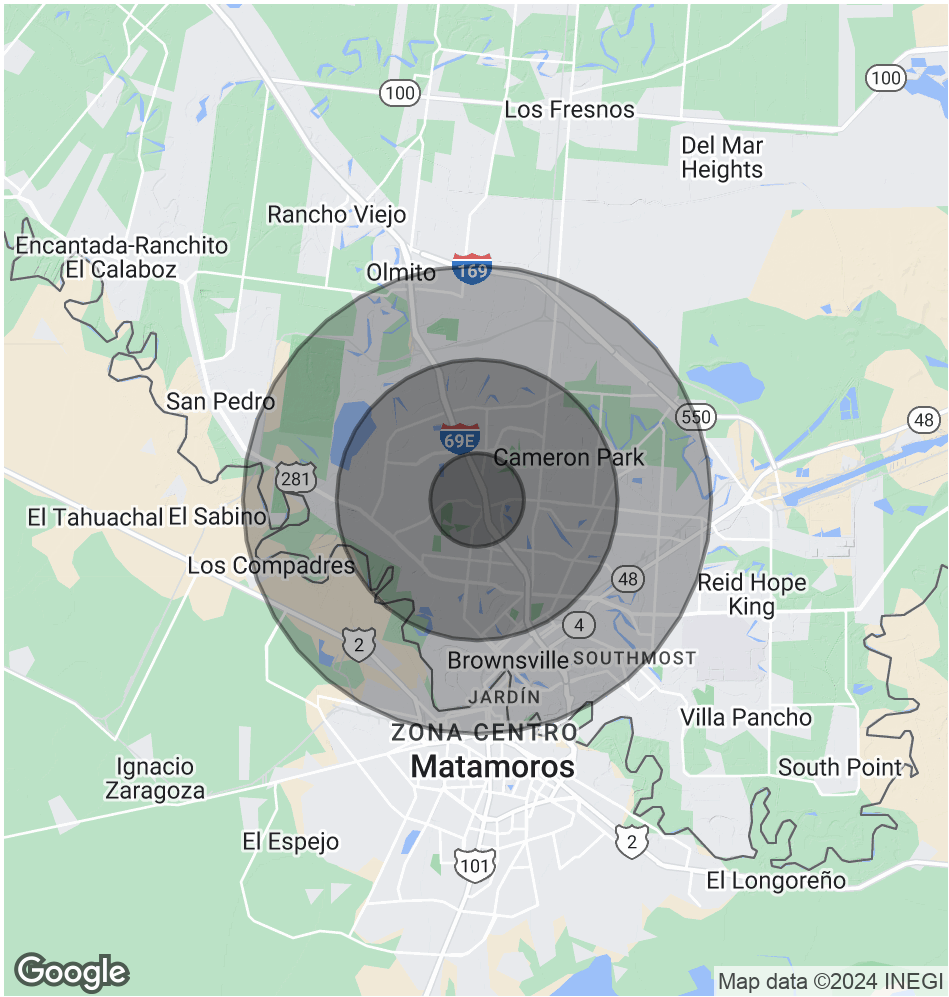 100
100
Los Fresnos
Del Mar
Heights
Rancho Viejo
Encantada-Ranchito
El Calaboz
Olmito
169
San Pedro
550
48
69E
Cameron Park
281
El Tahuachal
El Sabino
Los Compadres
48
Reid Hope
King
4
2
Brownsville
SOUTHMOST
JARDÍN
Villa Pancho
ZONA CENTRO
Matamoros
Ignacio
Zaragoza
South Point
El Espejo
2
101
El Longoreño
Google
Map data ©2024 INEGI